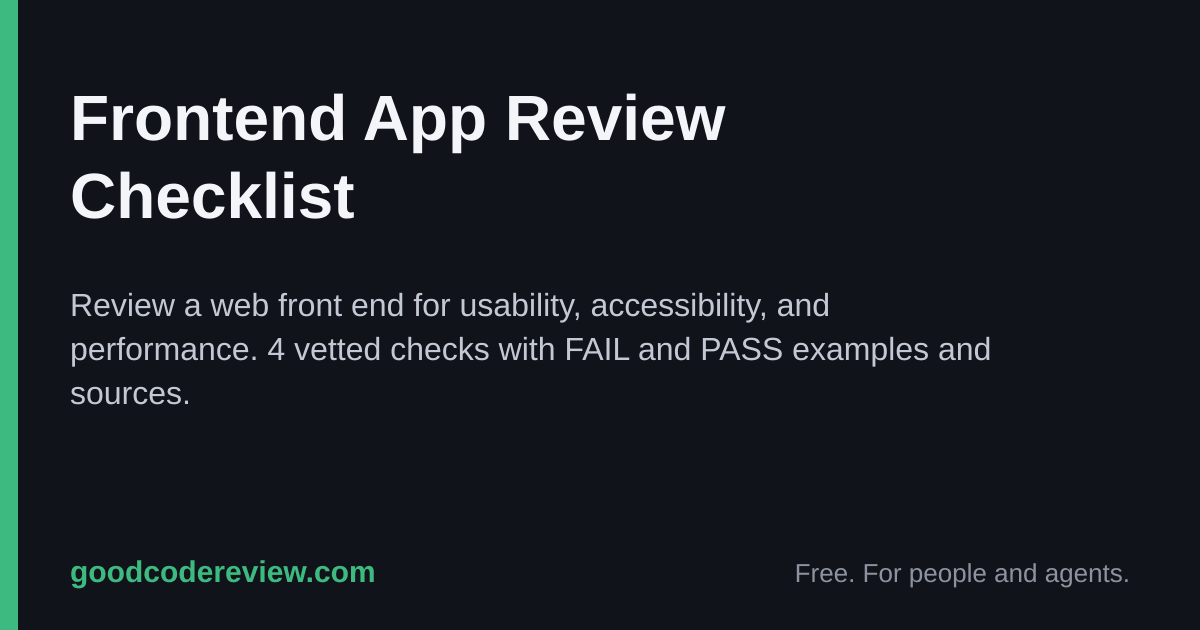 Frontend App Review
Checklist
Review a web front end for usability, accessibility, and
performance. 4 vetted checks with FAIL and PASS examples and
sources.
goodcodereview.com
Free. For people and agents.